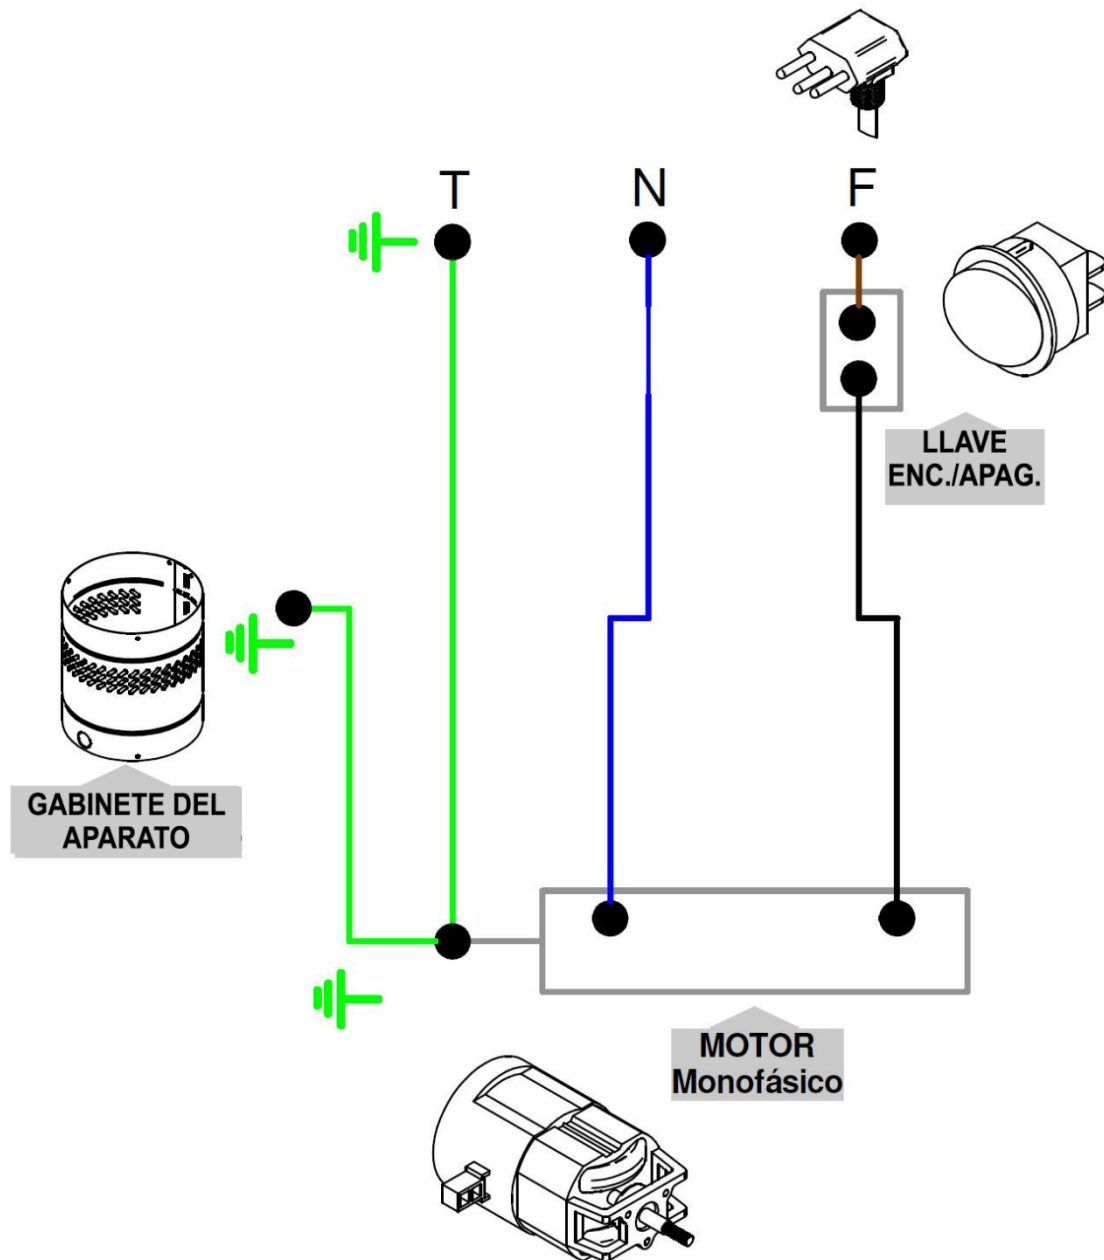 T
N
F
LLAVE
ENC./APAG.
GABINETE DEL
APARATO
MOTOR
Monofásico